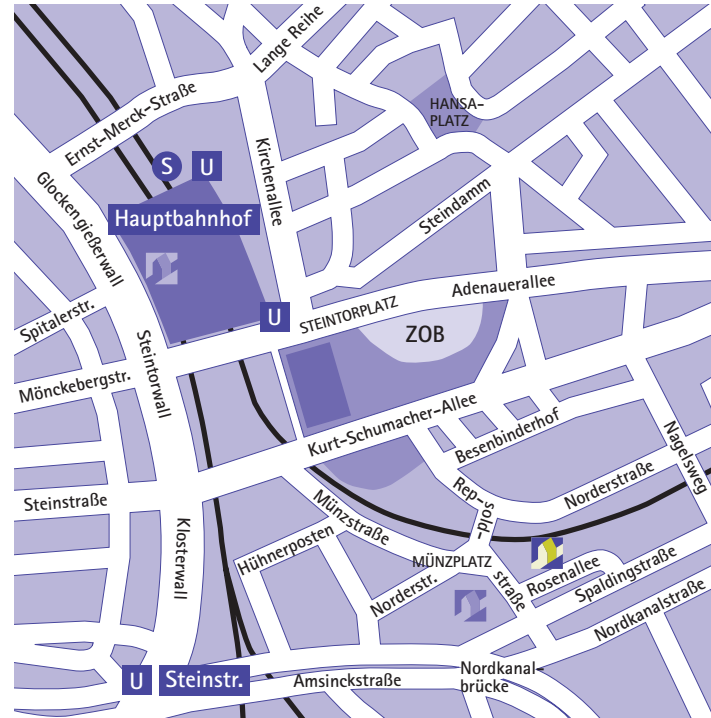 Lange Reihe
HANSA-
PLATZ
Ernst-Merck-Straße
Kirchenallee
S U
Glockengießerwall
Hauptbahnhof
Steindamm
Adenauerallee
U
STEINTORPLATZ
Spitalerstr.
ZOB
Steintorwall
Mönckebergstr.
Kurt-Schumacher-Allee
Besenbinderhof
Nagelsweg
Steinstraße
Rep-sold-
straße
Norderstraße
Münzstraße
Klosterwall
Hühnerposten
MÜNZPLATZ
Rosenallee
Spaldingstraße
Norderstr.
Nordkanalstraße
U Steinstr.
Amsinckstraße
Nordkanal-
brücke